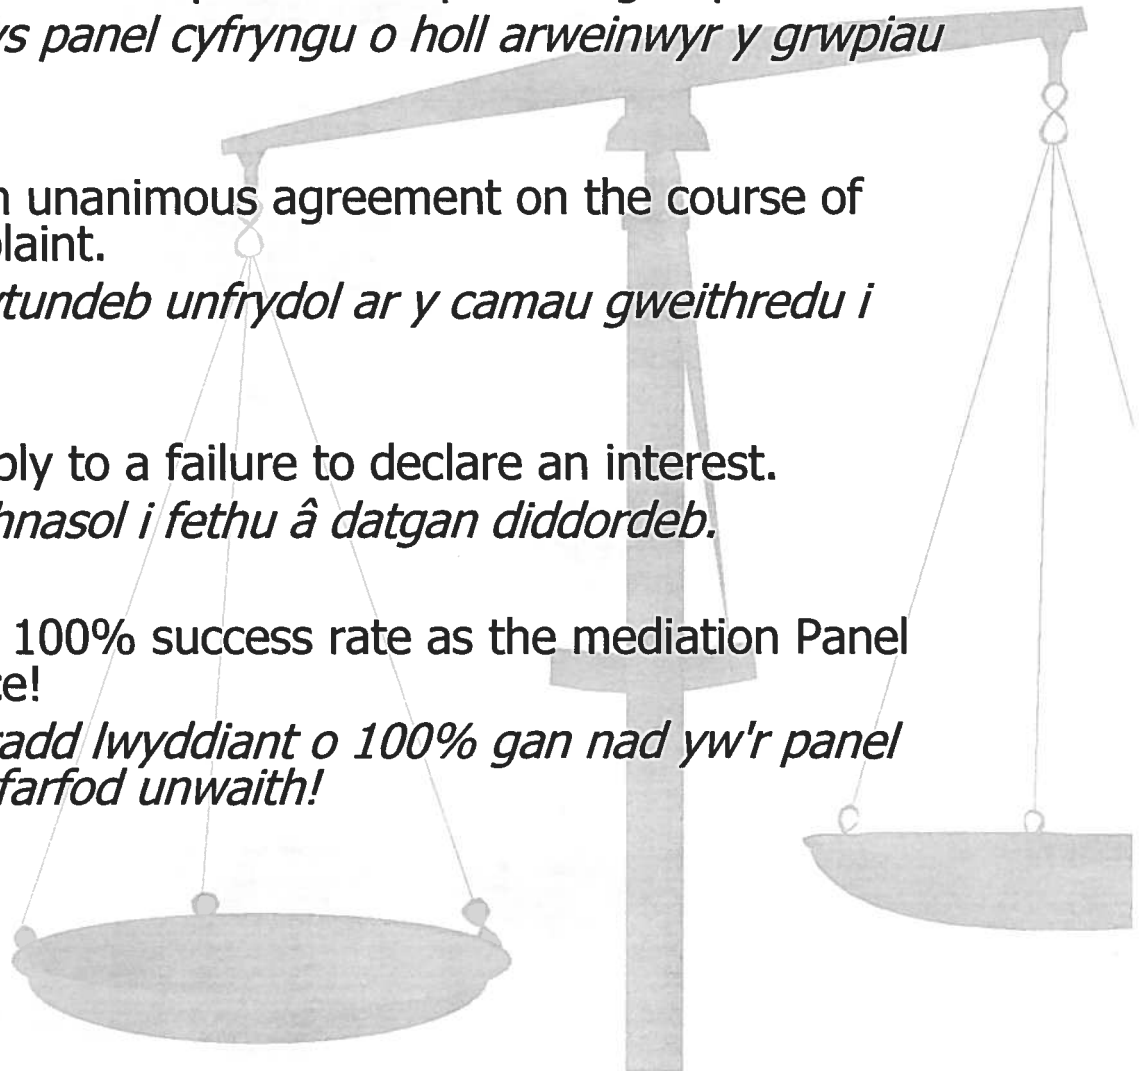 ys panel cyfryngu o holl arweinwyr y grwpiau
unanimous agreement on the course of
laint.
tundeb unfrydol ar y camau gweithredu i
ply to a failure to declare an interest.
hnasol i fethu â datgan diddordeb.
100% success rate as the mediation Panel
e!
radd lwyddiant o 100% gan nad yw'r panel
farfod unwaith!